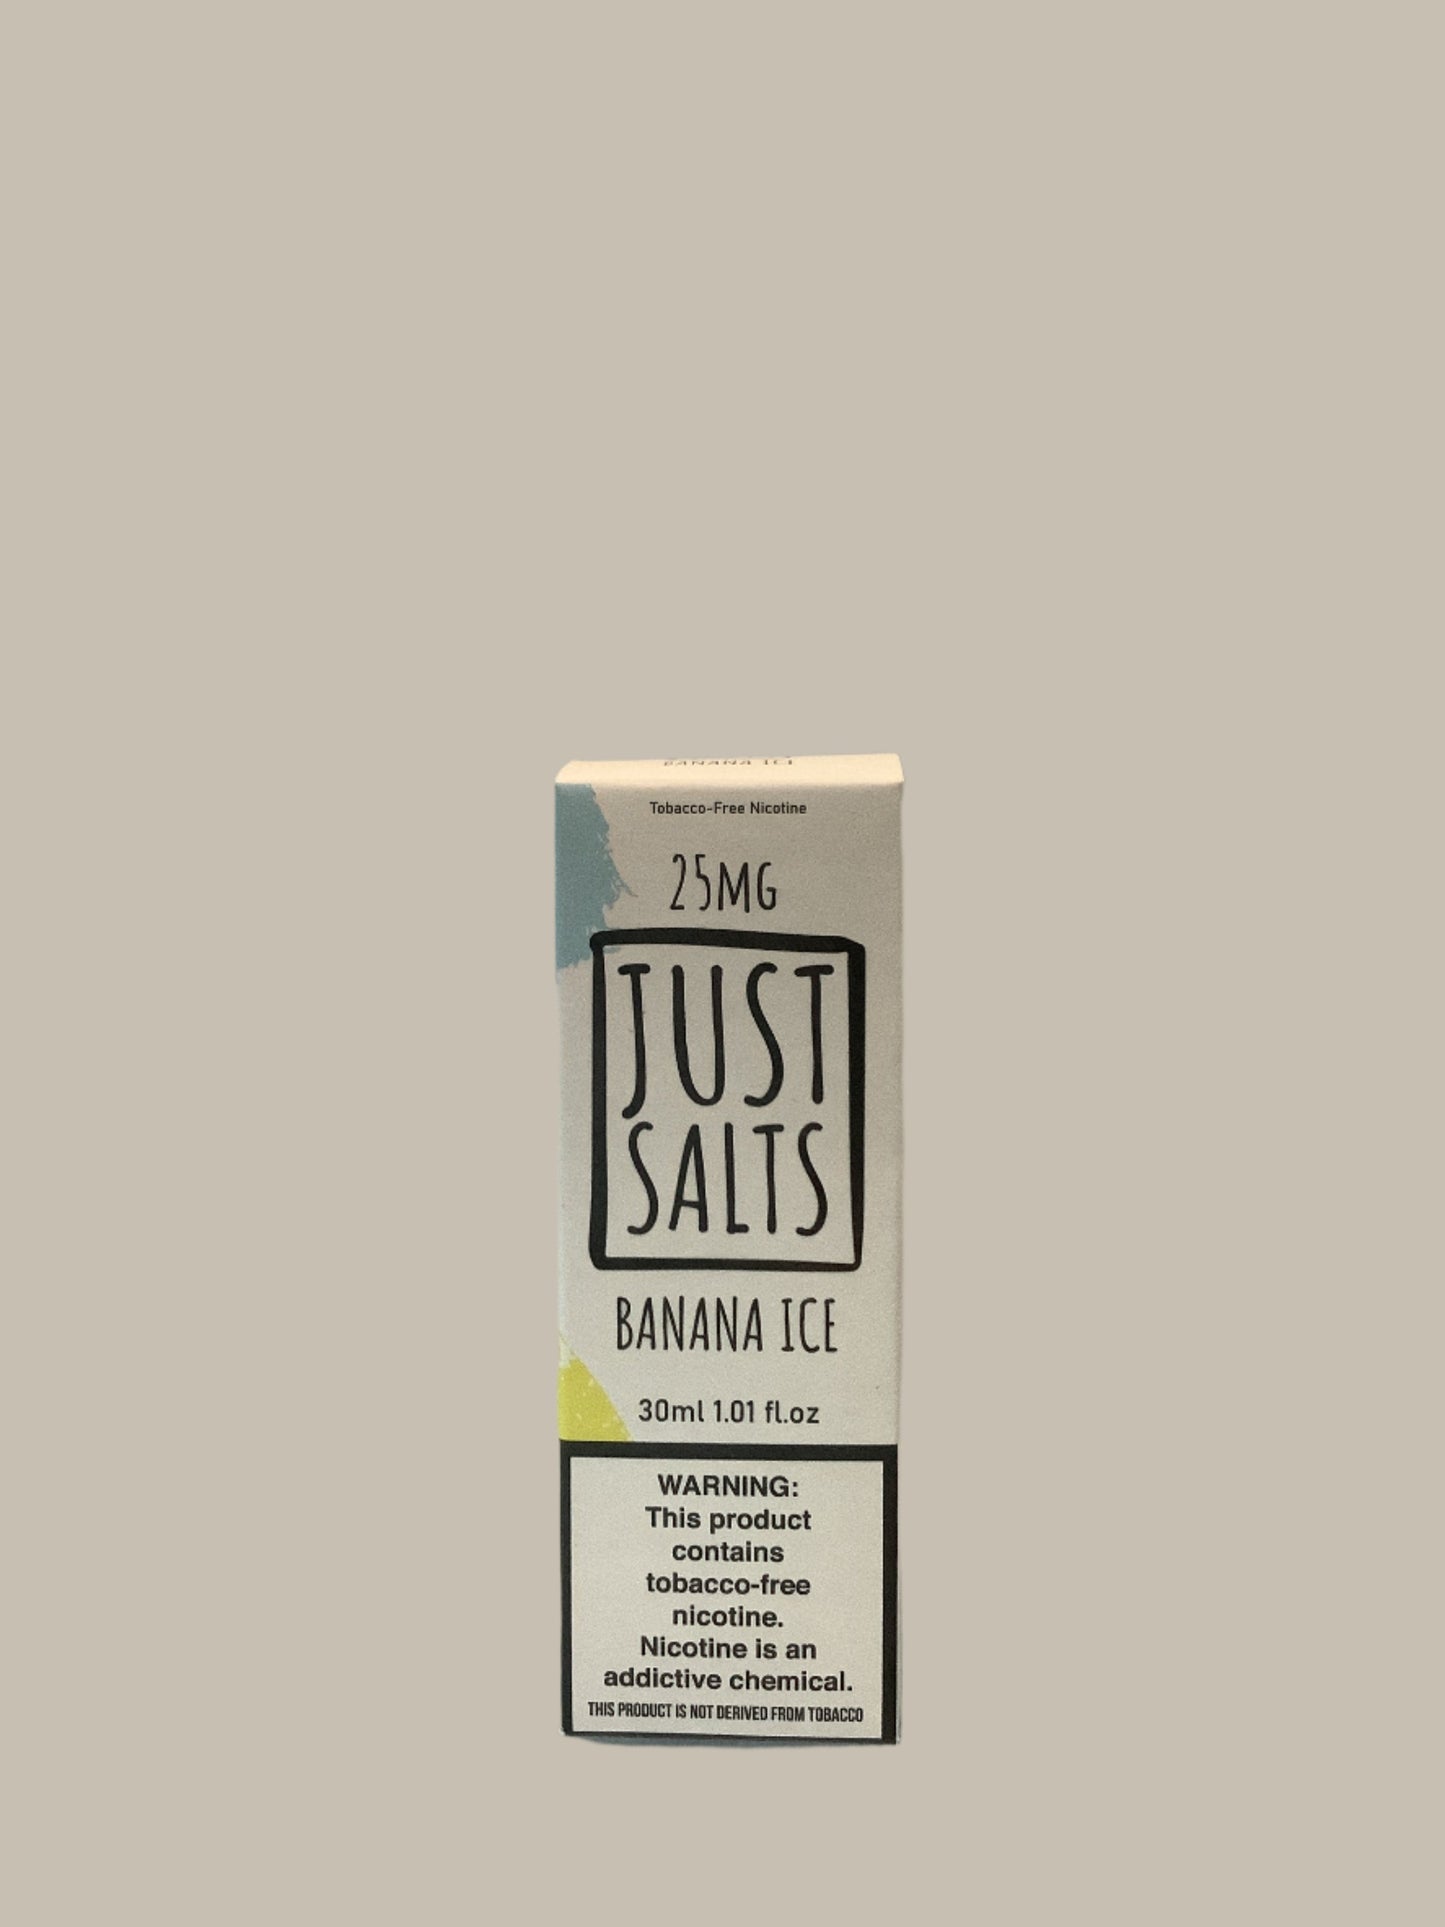 BANANA ICE
Tobacco-Free Nicotine
25MG
JUST
SALTS
BANANA ICE
30ml 1.01 fl.oz
WARNING:
This product
contains
tobacco-free
nicotine.
Nicotine is an
addictive chemical.
THIS PRODUCT IS NOT DERIVED FROM TOBACCO